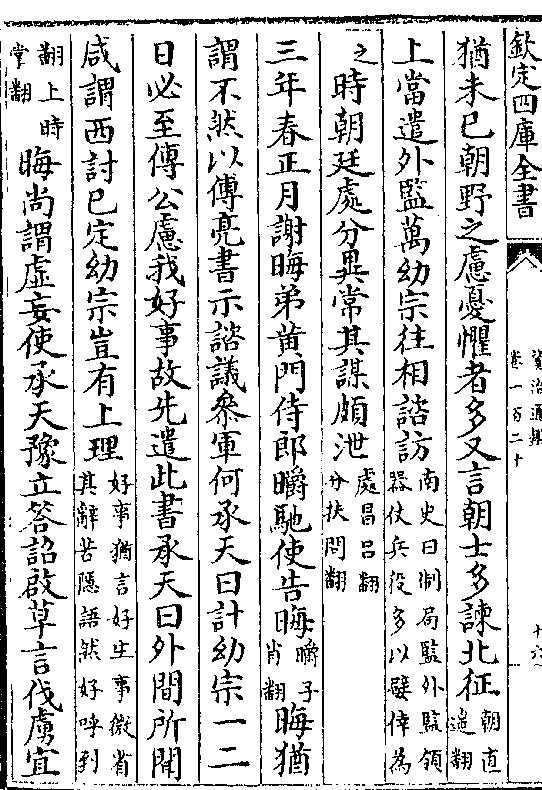 欽定四庫全書
資治通鑑
卷一百二十
十六
猶未已朝野之慮憂懼者多又言朝士多諫北征朝直遙翻
上當遣外監萬幼宗往相諮訪南史曰制局監外監領器仗兵役多以嬖倖為
之時朝廷處分異常其謀頗泄處昌呂翻分扶問翻
三年春正月謝晦弟黃門侍郎㬭馳使告晦㬭子肖翻晦猶
謂不然以傅亮書示諮議參軍何承天曰計幼宗一二
日必至傅公慮我好事故先遣此書承天曰外間所聞
咸謂西討已定幼宗豈有上理好事猶言好生事微省其辭若隱語然好呼到
翻上時掌翻晦尚謂虛妄使承天豫立答詔啟草言伐虜宜